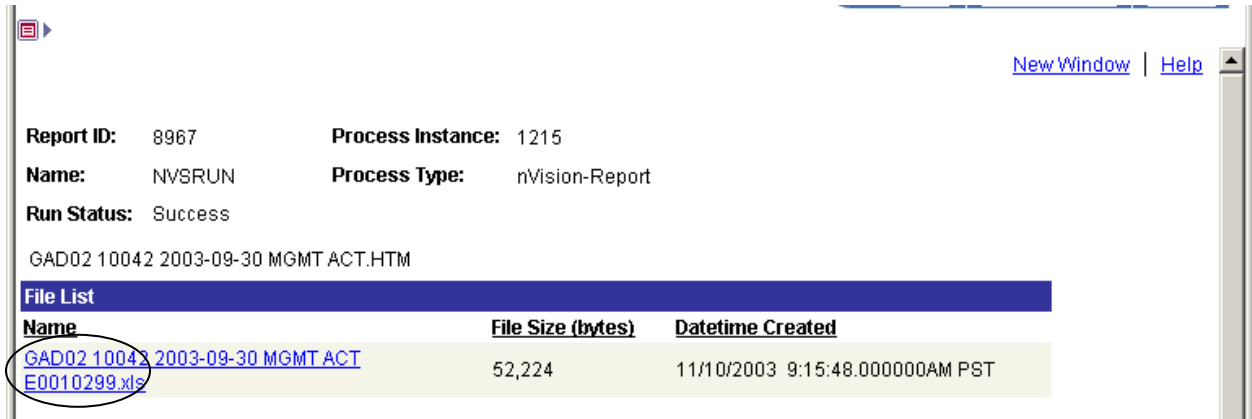 New Window | Help
Report ID: 8967 Process Instance: 1215
Name: NVSRUN Process Type: nVision-Report
Run Status: Success
GAD02 10042 2003-09-30 MGMT ACT.HTM
File List
Name File Size (bytes) Datetime Created
GAD02 10042 2003-09-30 MGMT ACT
E0010299.xls 52,224 11/10/2003 9:15:48.000000AM PST